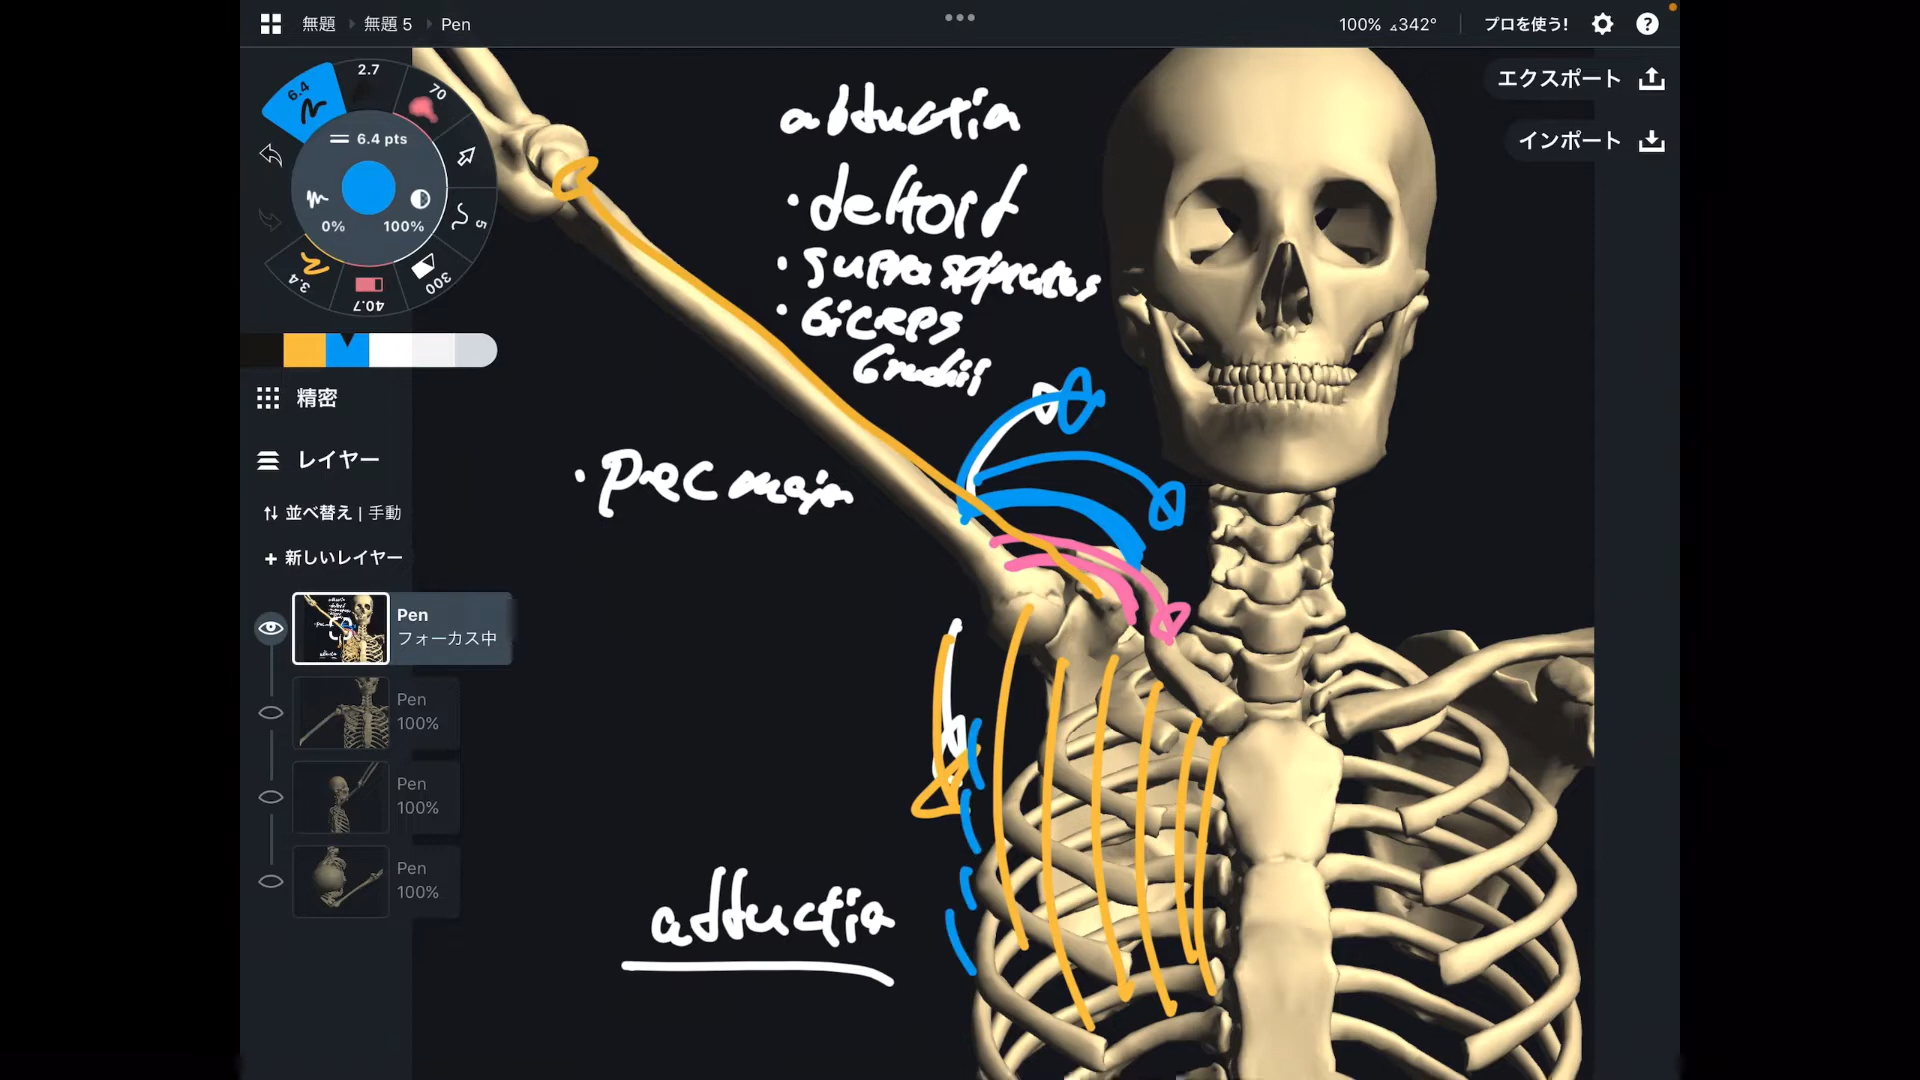 無題 無題 5 Pen
100% 342°
プロを使う!
エクスポート
インポート
2.7
6.4
70
6.4 pts
0% 100%
5
300
40.7
3.4
精密
レイヤー
並べ替え | 手動
+ 新しいレイヤー
Pen
フォーカス中
Pen
100%
Pen
100%
Pen
100%
abductia
・deltoid
・biceps
brachii
・pec major
adductia